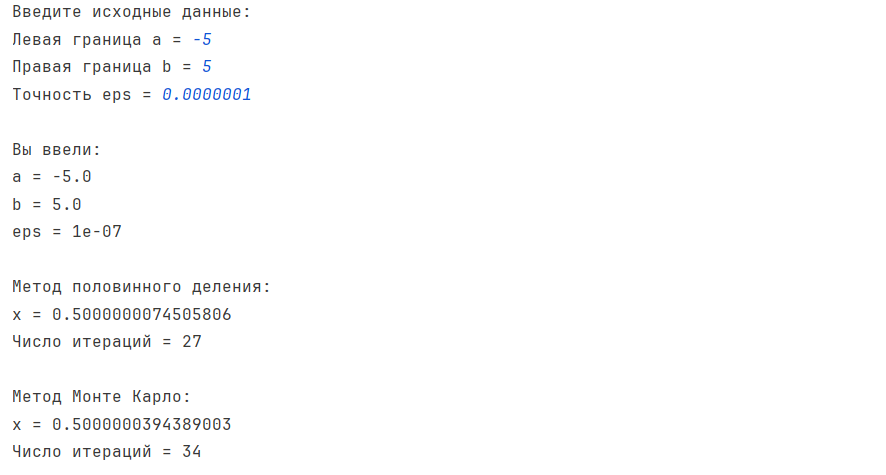 Введите исходные данные:
Левая граница a = -5
Правая граница b = 5
Точность eps = 0.0000001
Вы ввели:
a = -5.0
b = 5.0
eps = 1e-07
Метод половинного деления:
x = 0.5000000074505806
Число итераций = 27
Метод Монте Карло:
x = 0.5000000394389003
Число итераций = 34